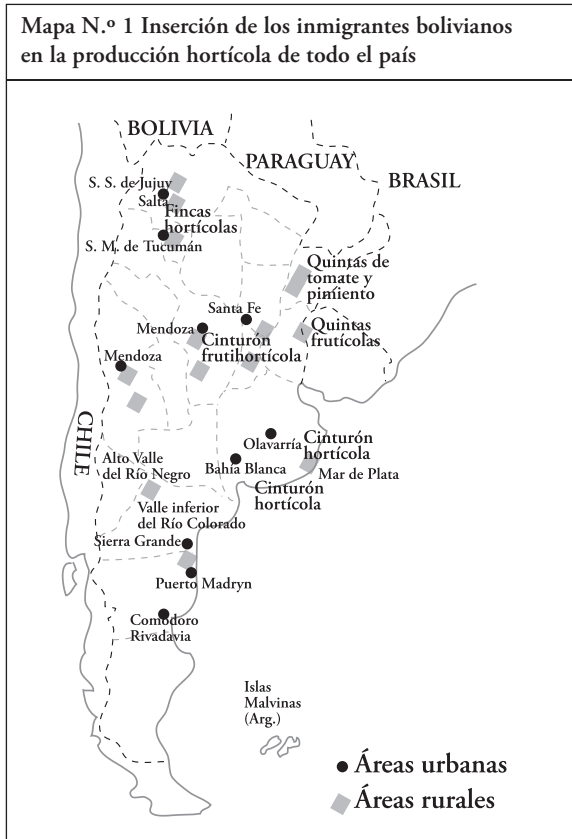 Mapa N.º 1 Inserción de los inmigrantes bolivianos
en la producción hortícola de todo el país
BOLIVIA
PARAGUAY
BRASIL
S. S. de Jujuy
Salta
Fincas
hortícolas
S. M. de Tucumán
Quintas de
tomate y
pimiento
Santa Fe
Mendoza
Quintas
frutícolas
Cinturón
frutihortícola
Mendoza
CHILE
Olavarría
Cinturón
hortícola
Alto Valle
del Río Negro
Bahía Blanca
Mar de Plata
Cinturón
hortícola
Valle inferior
del Río Colorado
Sierra Grande
Puerto Madryn
Comodoro
Rivadavia
Islas
Malvinas
(Arg.)
Áreas urbanas
Áreas rurales